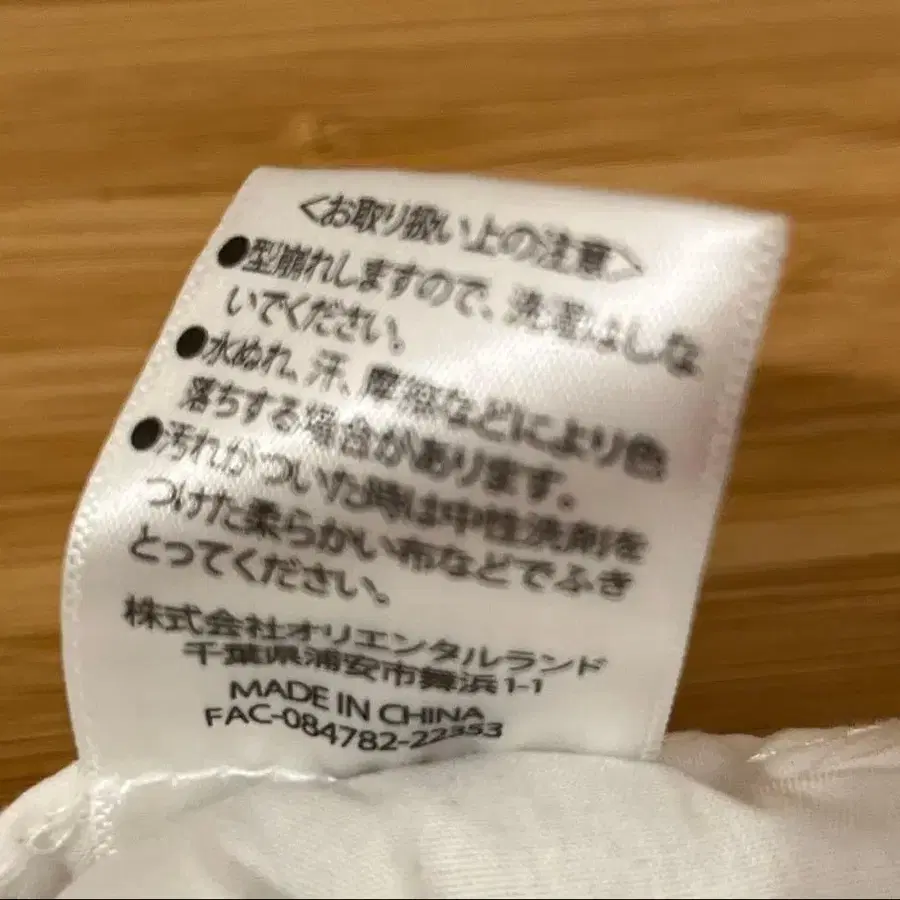 <お取り扱い上の注意>
●型崩れしますので、洗濯はしな
いでください。
●水ぬれ、汗、摩擦などにより色
落ちする場合があります。
●汚れがついた時は中性洗剤を
つけた柔らかい布などでふき
とってください。
株式会社オリエンタルランド
千葉県浦安市舞浜1-1
MADE IN CHINA
FAC-084782-22353